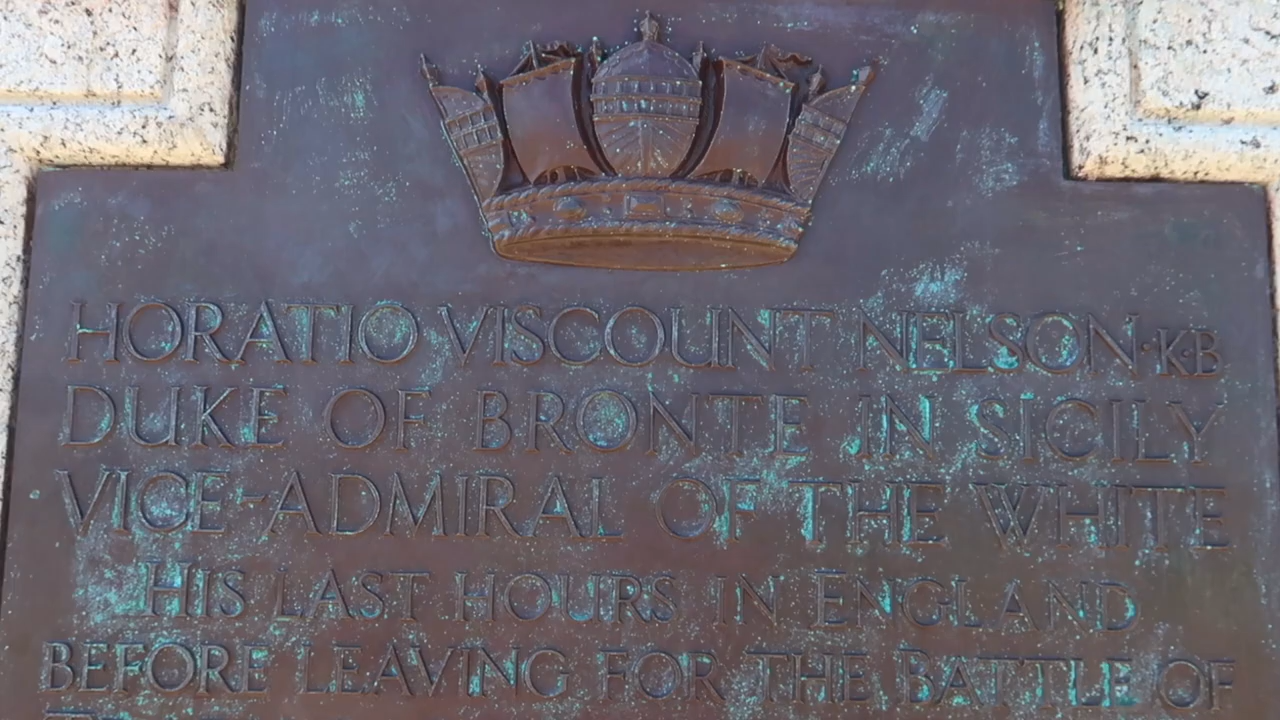 HORATIO VISCOUNT NELSON·K·B
DUKE OF BRONTE IN SICILY
VICE-ADMIRAL OF THE WHITE
HIS LAST HOURS IN ENGLAND
BEFORE LEAVING FOR THE BATTLE OF